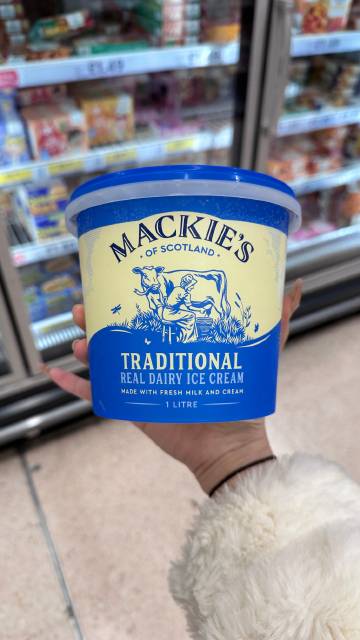 MACKIE'S
· OF SCOTLAND ·
TRADITIONAL
REAL DAIRY ICE CREAM
MADE WITH FRESH MILK AND CREAM
1 LITRE